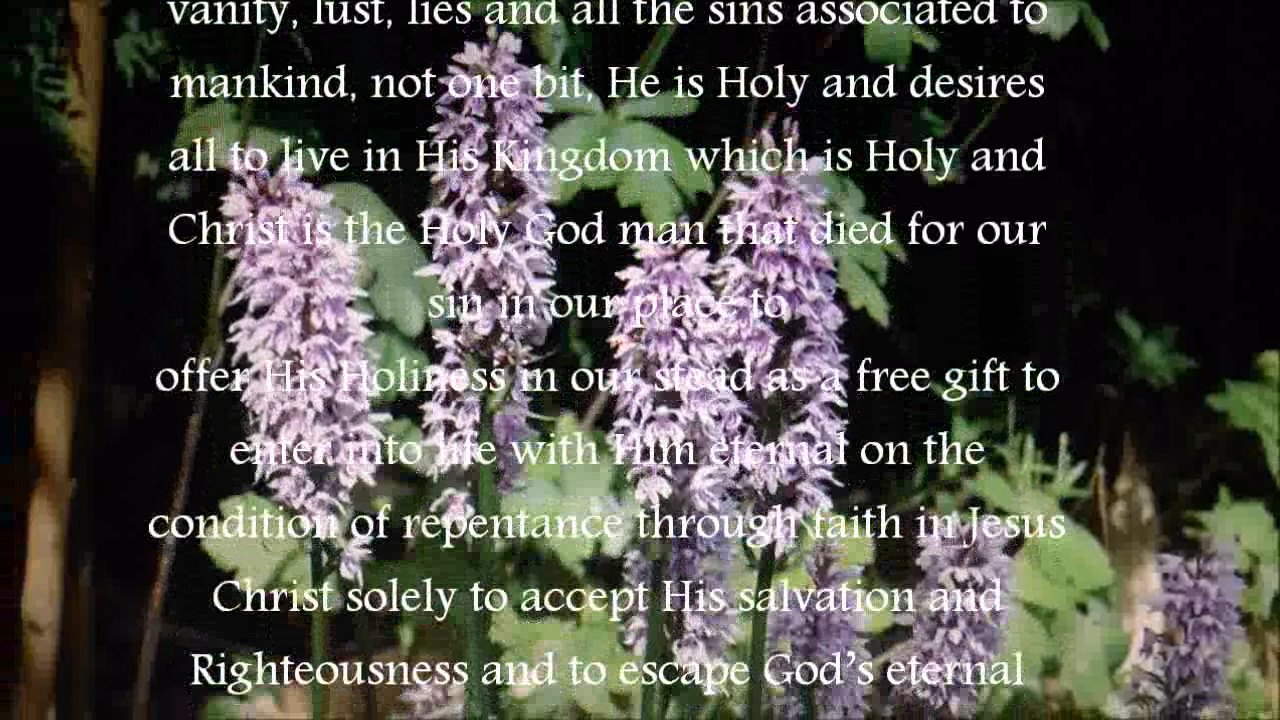 vanity, lust, lies and all the sins associated to
mankind, not one bit, He is Holy and desires
all to live in His Kingdom which is Holy and
Christ is the Holy God man that died for our
sin in our place to
offer His Holiness in our stead as a free gift to
enter into life with Him eternal on the
condition of repentance through faith in Jesus
Christ solely to accept His salvation and
Righteousness and to escape God's eternal